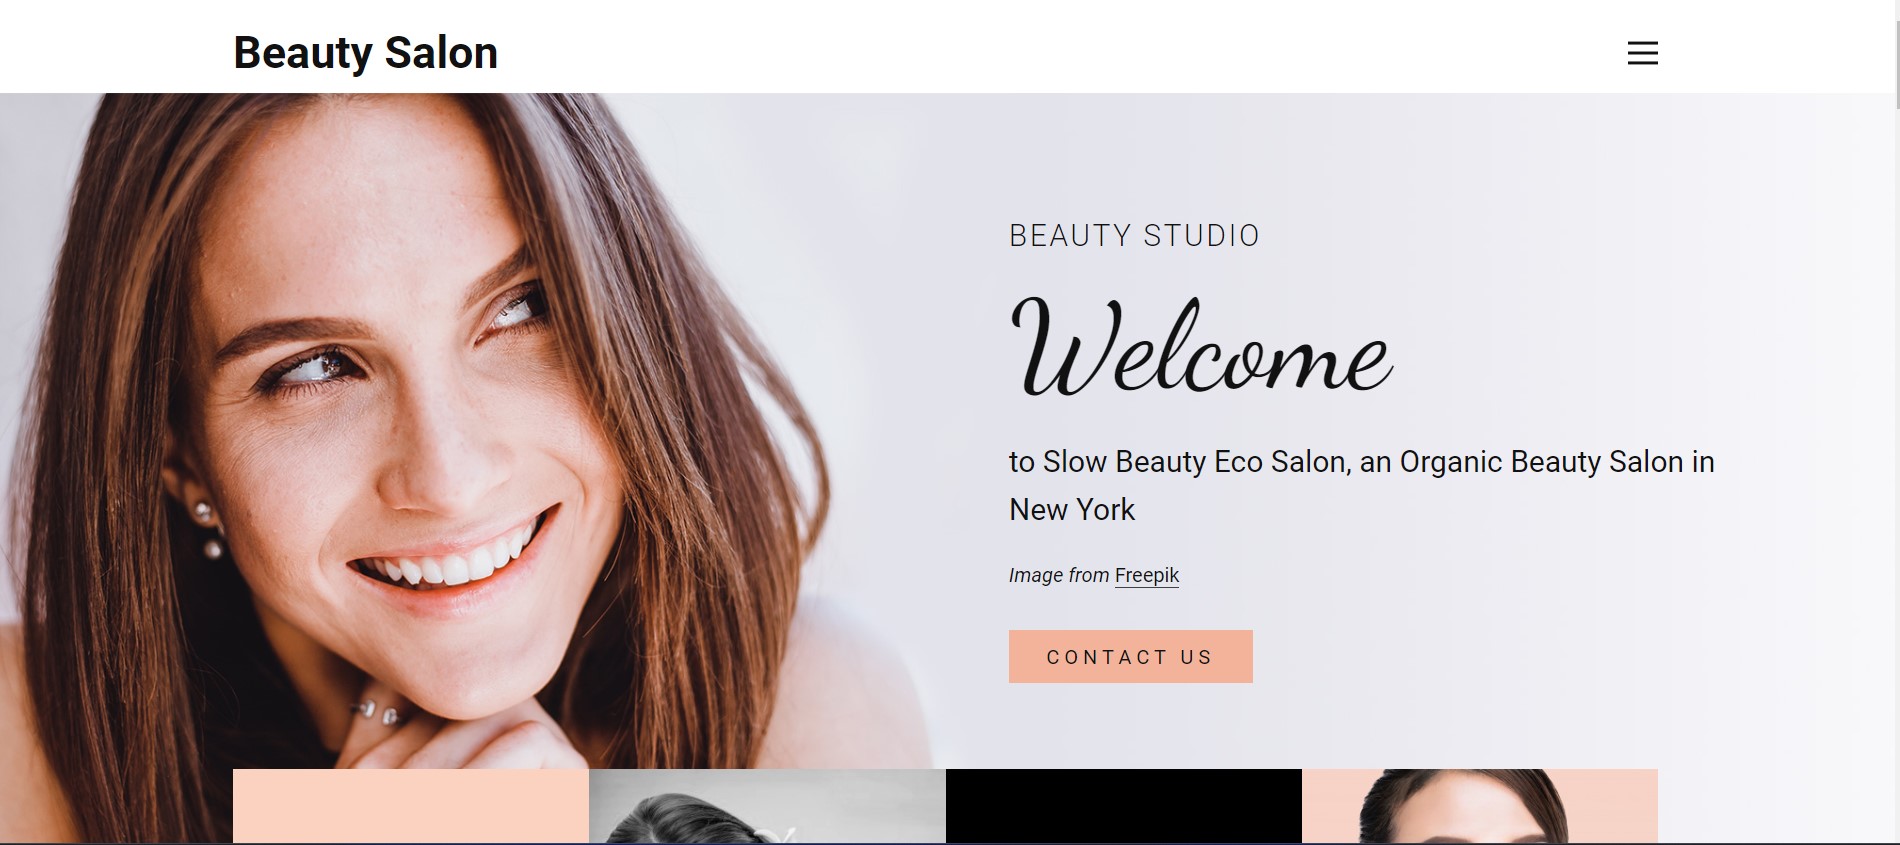 Beauty Salon
BEAUTY STUDIO
Welcome
to Slow Beauty Eco Salon, an Organic Beauty Salon in
New York
Image from Freepik
CONTACT US